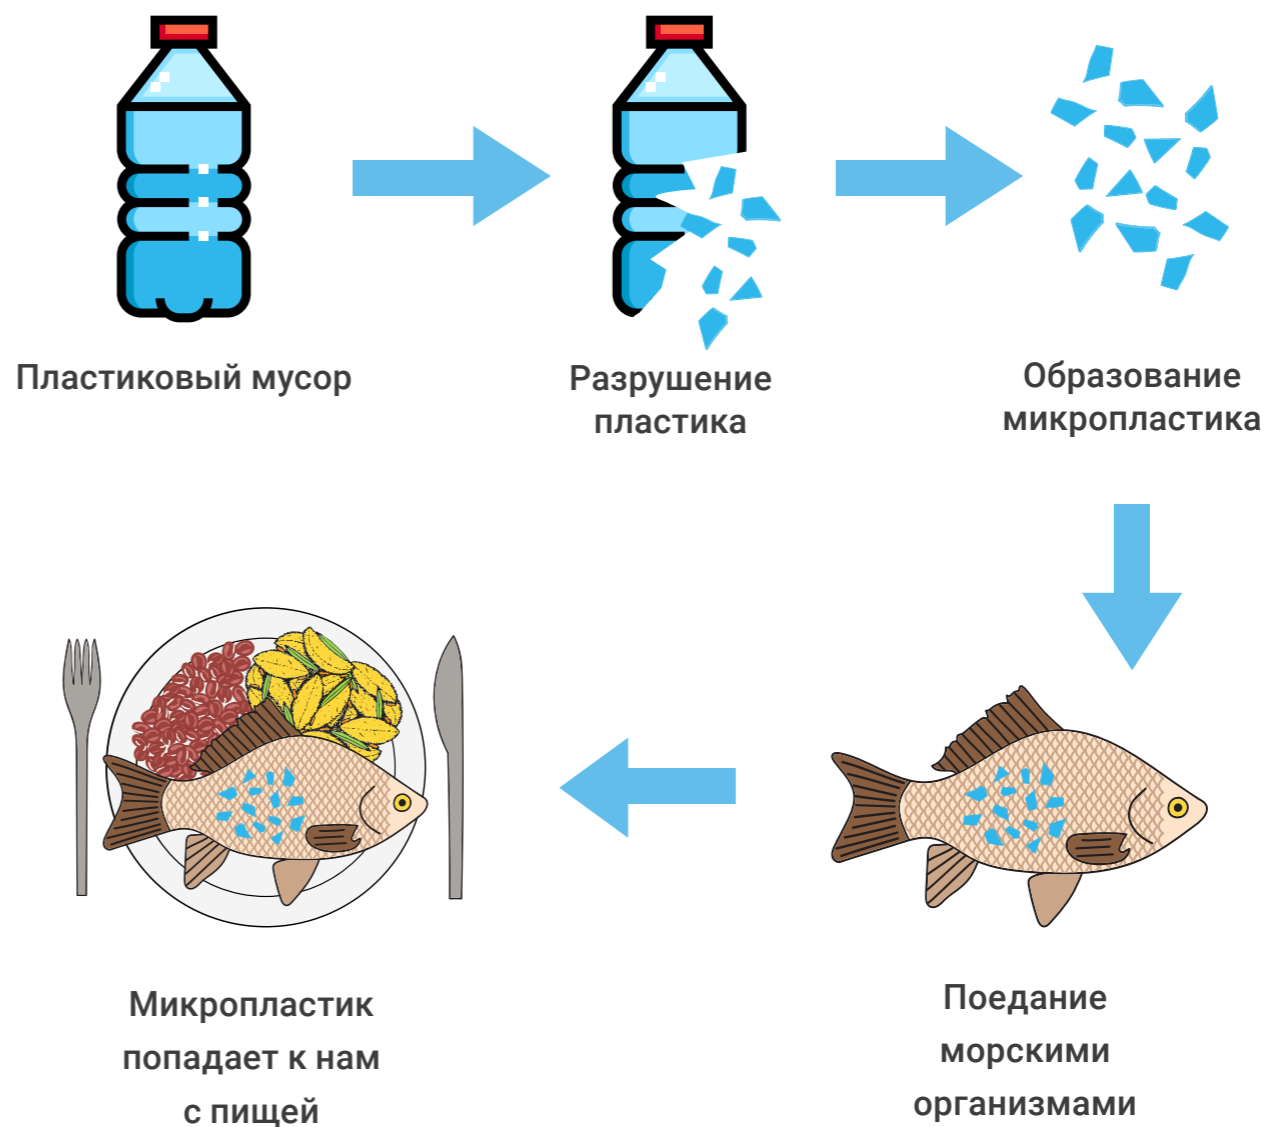 Пластиковый мусор
Разрушение
пластика
Образование
микропластика
Поедание
морскими
организмами
Микропластик
попадает к нам
с пищей